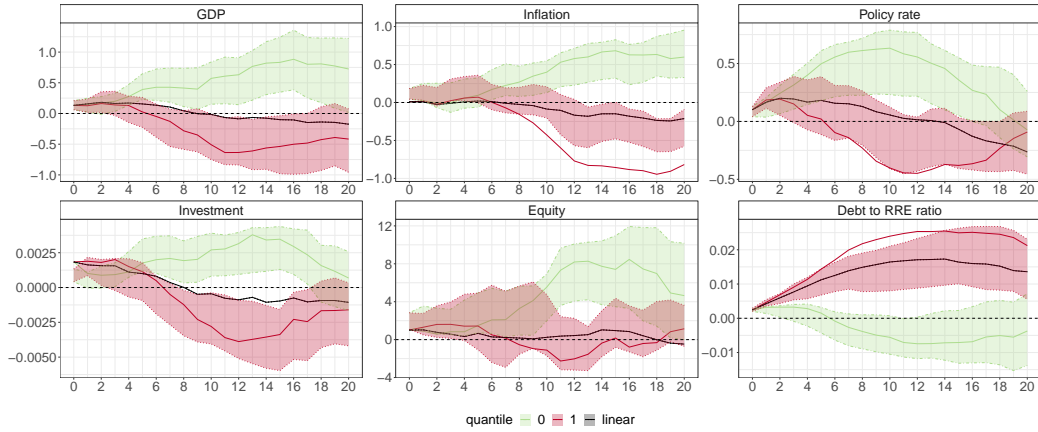 GDP
1.0
0.5
0.0
−0.5
−1.0
0 2 4 6 8 10 12 14 16 18 20
Inflation
1.0
0.5
0.0
−0.5
−1.0
0 2 4 6 8 10 12 14 16 18 20
Policy rate
0.5
0.0
−0.5
0 2 4 6 8 10 12 14 16 18 20
Investment
0.0025
0.0000
−0.0025
−0.0050
0 2 4 6 8 10 12 14 16 18 20
Equity
12
8
4
0
−4
0 2 4 6 8 10 12 14 16 18 20
Debt to RRE ratio
0.02
0.01
0.00
−0.01
0 2 4 6 8 10 12 14 16 18 20
quantile 0 1 linear